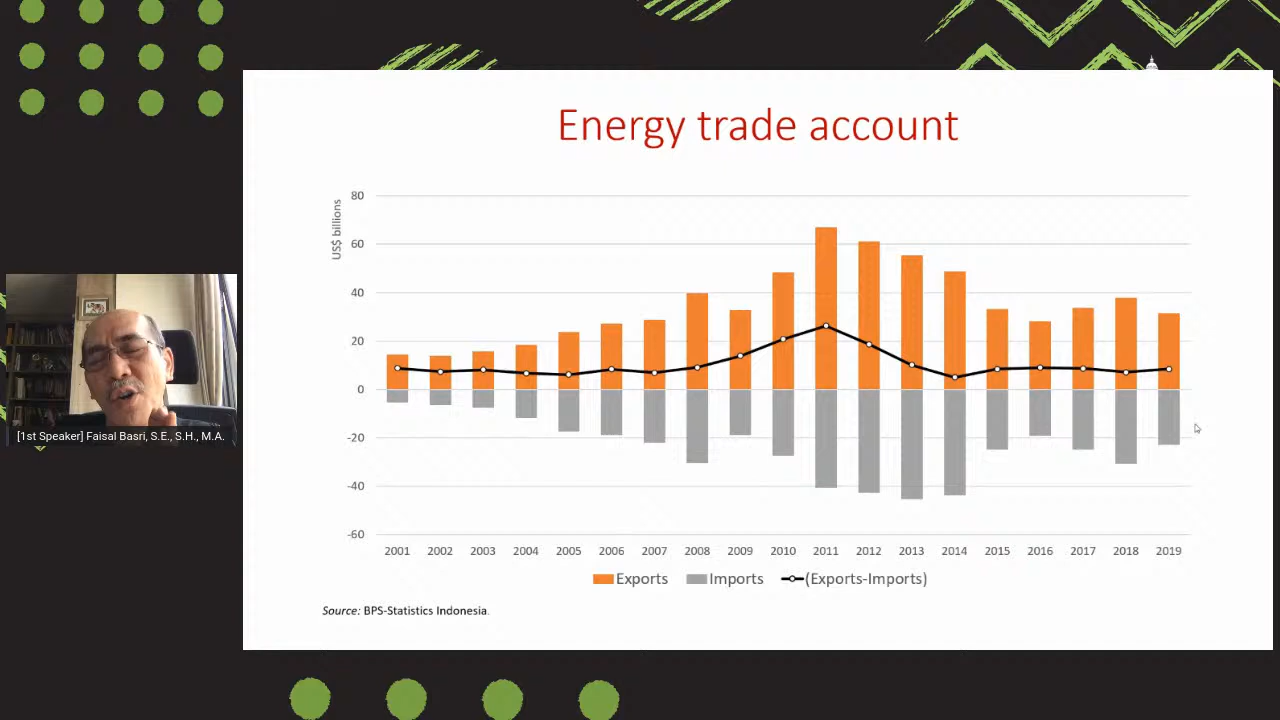 Energy trade account
US$ billions
80
60
40
20
0
-20
-40
-60
2001 2002 2003 2004 2005 2006 2007 2008 2009 2010 2011 2012 2013 2014 2015 2016 2017 2018 2019
Exports Imports (Exports-Imports)
Source: BPS-Statistics Indonesia.
[1st Speaker] Faisal Basri, S.E., S.H., M.A.